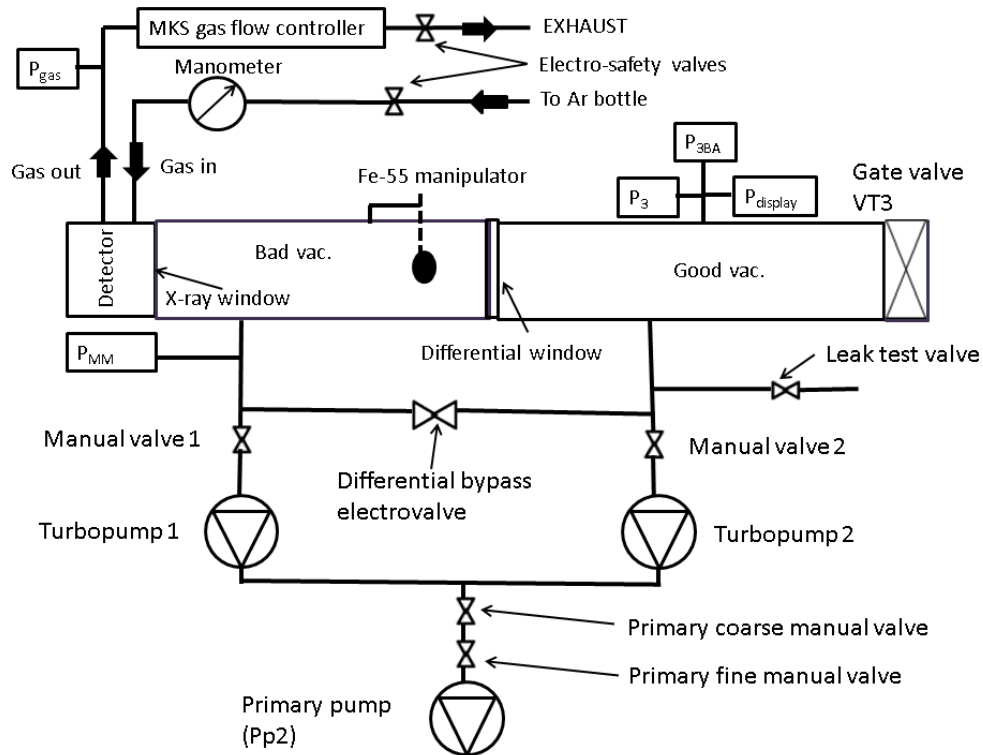 MKS gas flow controller
EXHAUST
Pgas
Manometer
Electro-safety valves
To Ar bottle
Gas out
Gas in
P3BA
Fe-55 manipulator
P3
Pdisplay
Gate valve
VT3
Detector
Bad vac.
Good vac.
X-ray window
PMM
Differential window
Leak test valve
Manual valve 1
Manual valve 2
Differential bypass
electrovalve
Turbopump 1
Turbopump 2
Primary coarse manual valve
Primary fine manual valve
Primary pump
(Pp2)